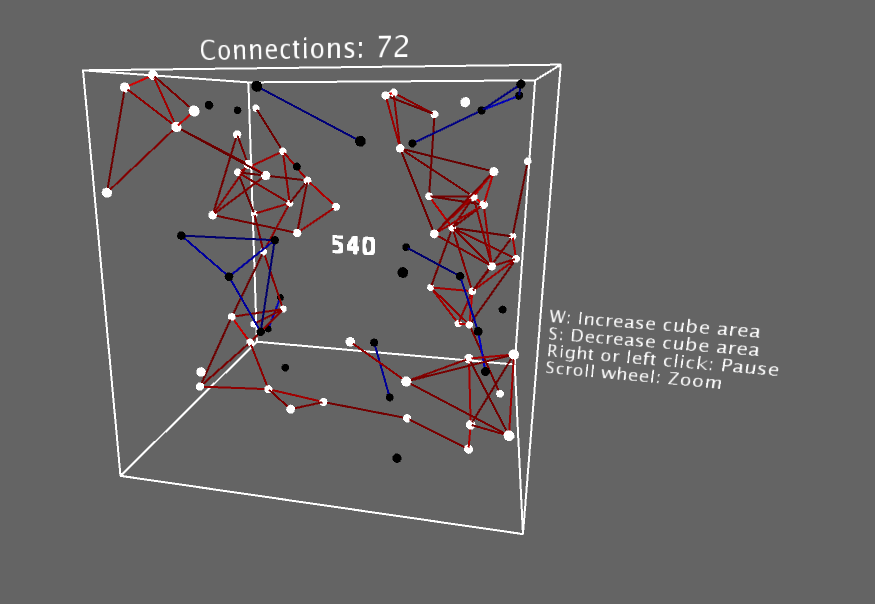 Connections: 72
540
W: Increase cube area
S: Decrease cube area
Right or left click: Pause
Scroll wheel: Zoom